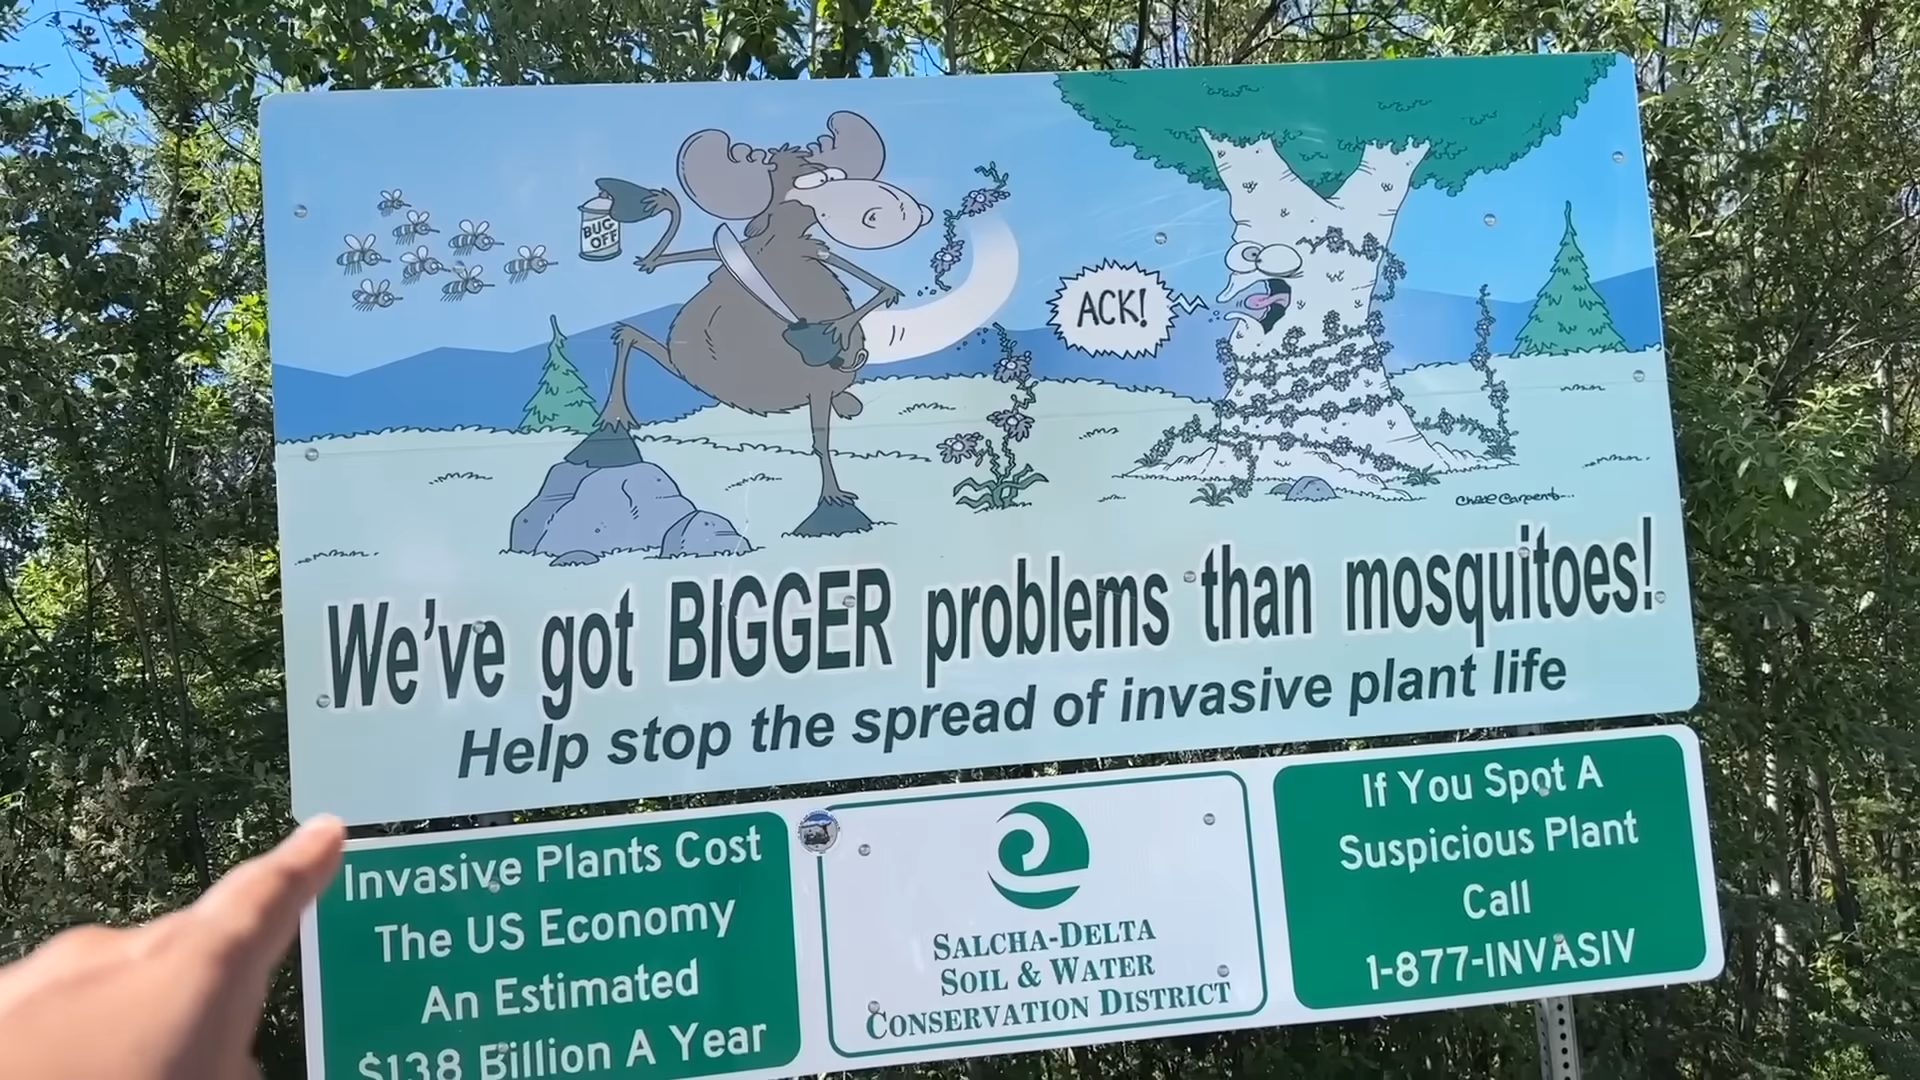 BUG
OFF
ACK!
We've got BIGGER problems than mosquitoes!
Help stop the spread of invasive plant life
Invasive Plants Cost
The US Economy
An Estimated
$138 Billion A Year
SALCHA-DELTA
SOIL & WATER
CONSERVATION DISTRICT
If You Spot A
Suspicious Plant
Call
1-877-INVASIV